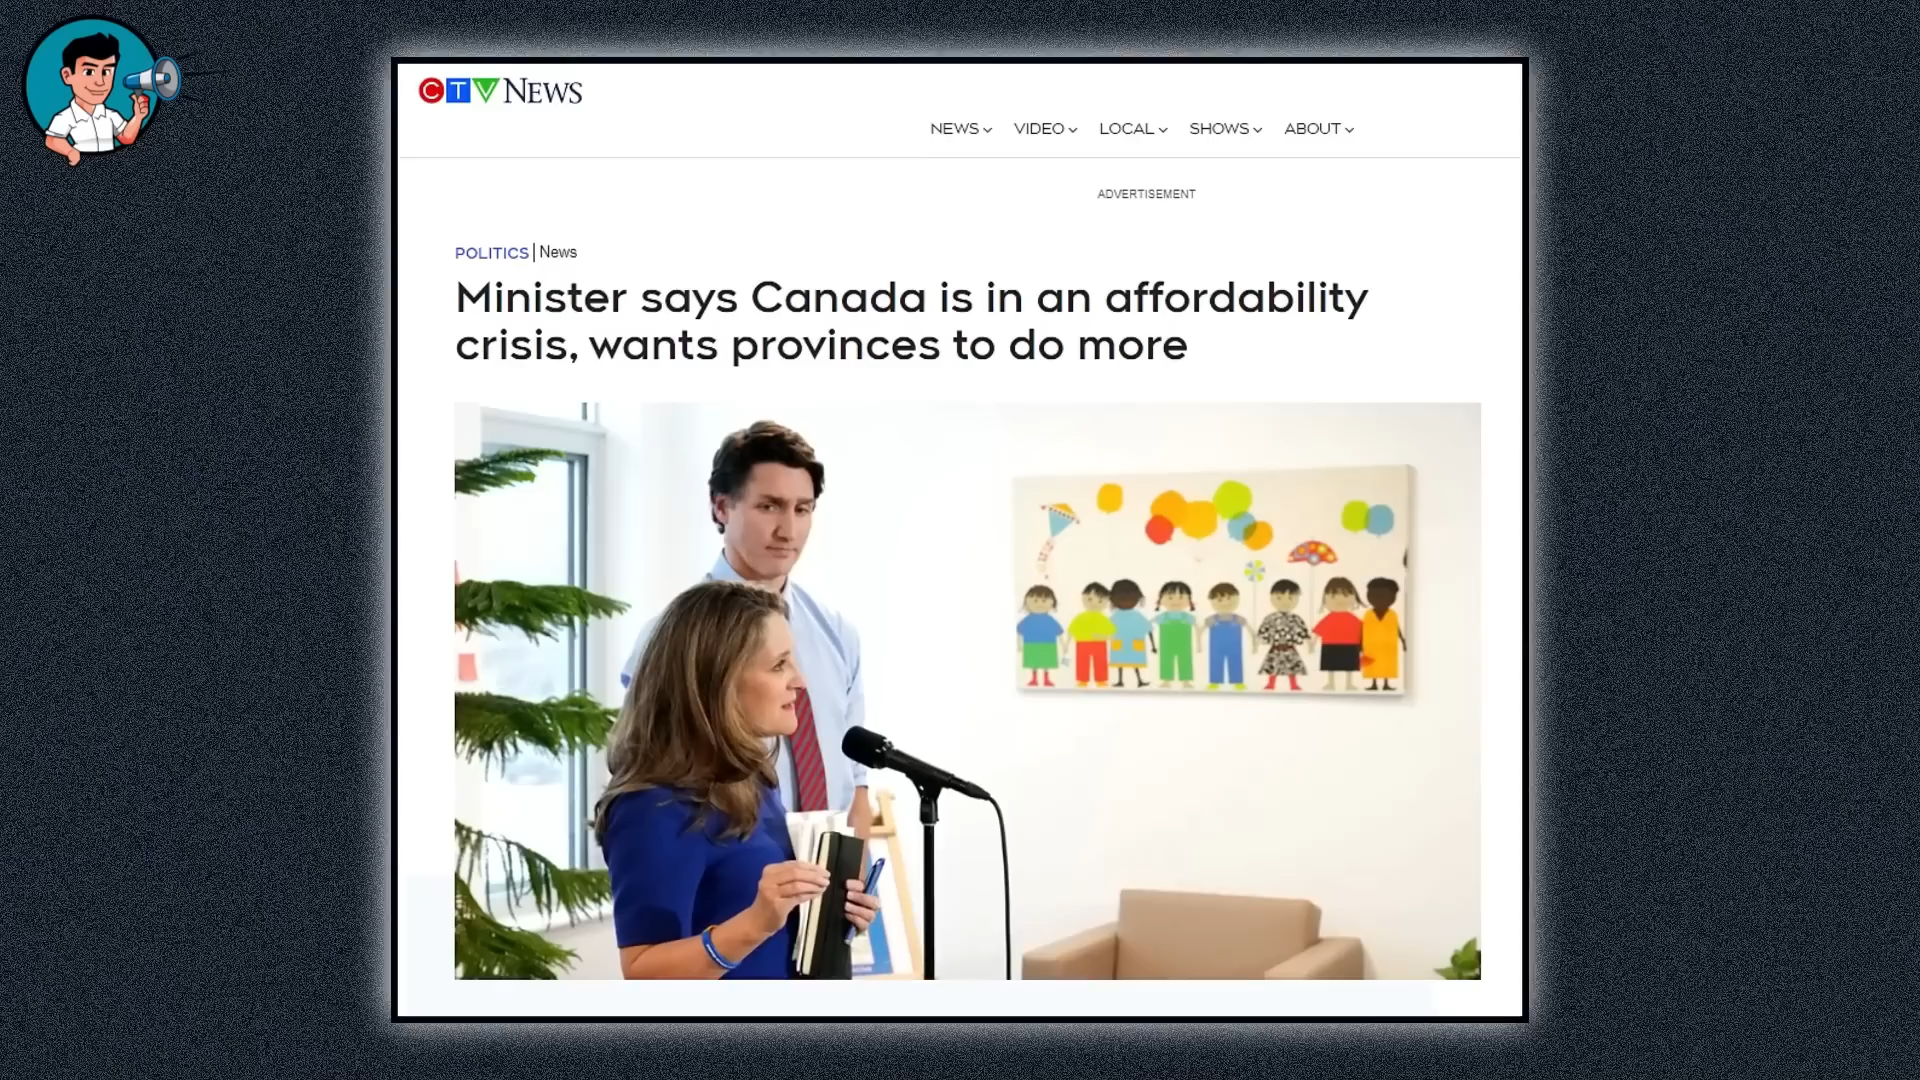 CTV NEWS
NEWS VIDEO LOCAL SHOWS ABOUT
ADVERTISEMENT
POLITICS | News
Minister says Canada is in an affordability
crisis, wants provinces to do more